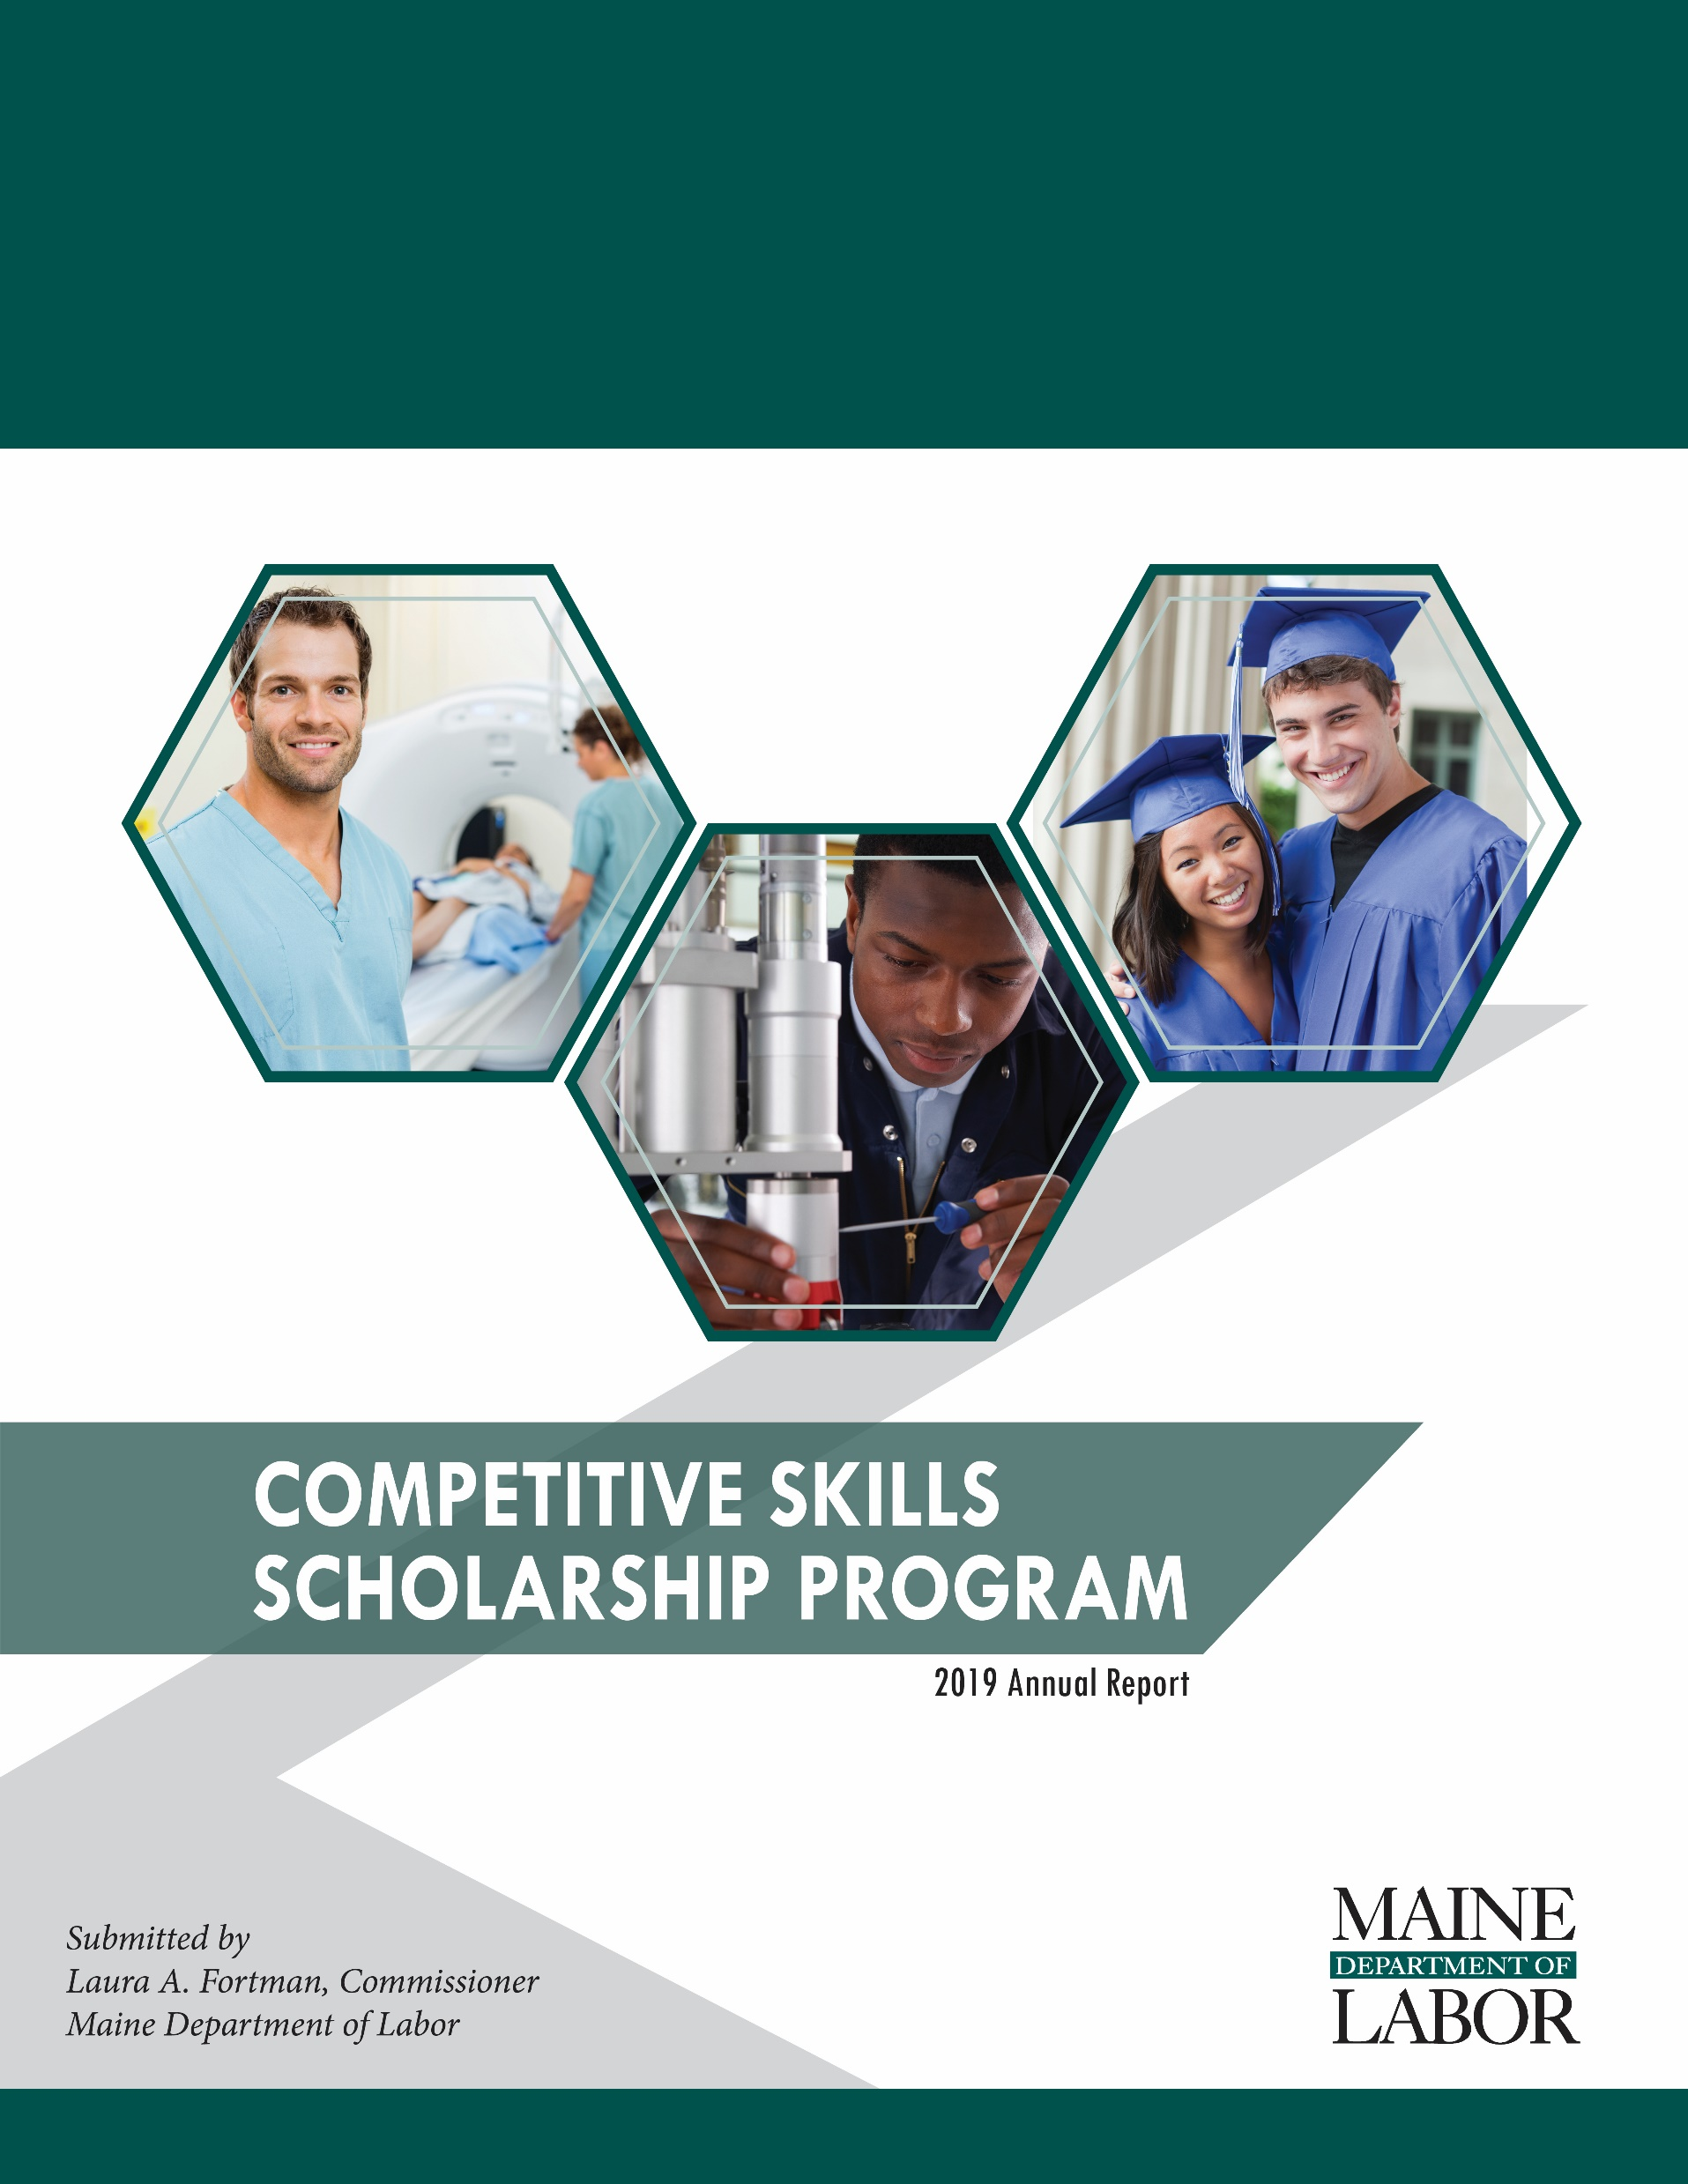 COMPETITIVE SKILLS
SCHOLARSHIP PROGRAM
2019 Annual Report
Submitted by
Laura A. Fortman, Commissioner
Maine Department of Labor
MAINE
DEPARTMENT OF
LABOR